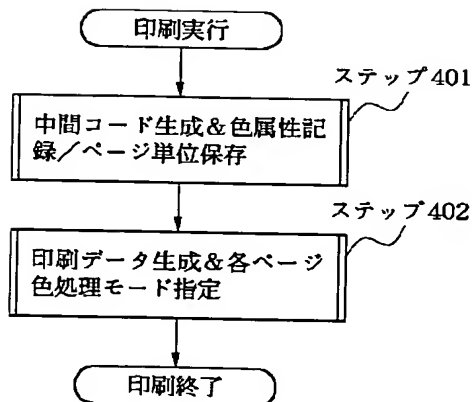 印刷実行
ステップ401
中間コード生成&色属性記
録／ページ単位保存
ステップ402
印刷データ生成&各ページ
色処理モード指定
印刷終了